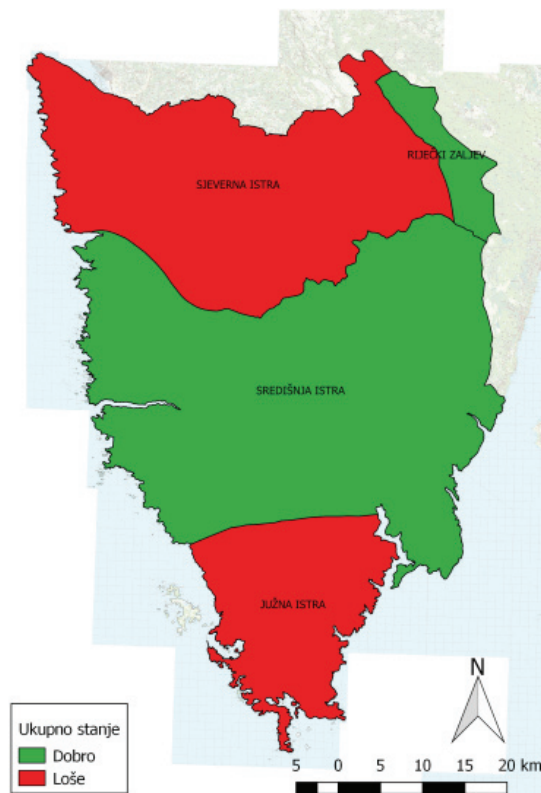 RIJEČKI ZALJEV
SJEVERNA ISTRA
SREDIŠNJA ISTRA
JUŽNA ISTRA
N
Ukupno stanje
Dobro
Loše
5 0 5 10 15 20 km